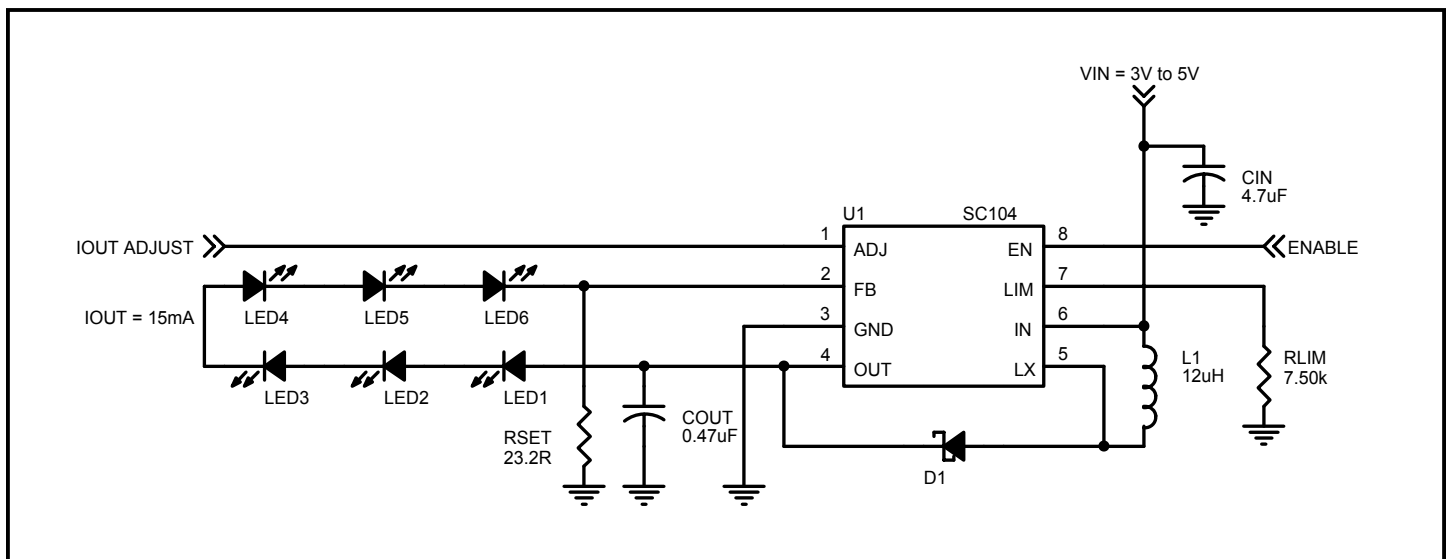 VIN = 3V to 5V
CIN
4.7uF
U1
SC104
IOUT ADJUST
1
ADJ
EN
8
ENABLE
2
FB
LIM
7
LED4
LED5
LED6
IOUT = 15mA
3
GND
IN
6
4
OUT
LX
5
L1
12uH
RLIM
7.50k
LED3
LED2
LED1
RSET
23.2R
COUT
0.47uF
D1